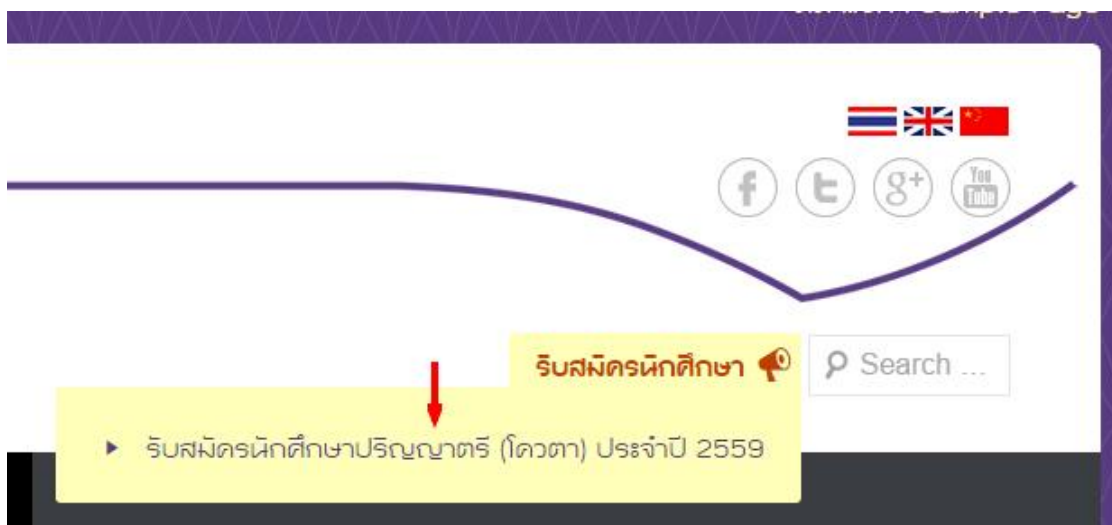 f t g+ You Tube
รับสมัครนักศึกษา
Search ...
รับสมัครนักศึกษาปริญญาตรี (โควตา) ประจำปี 2559